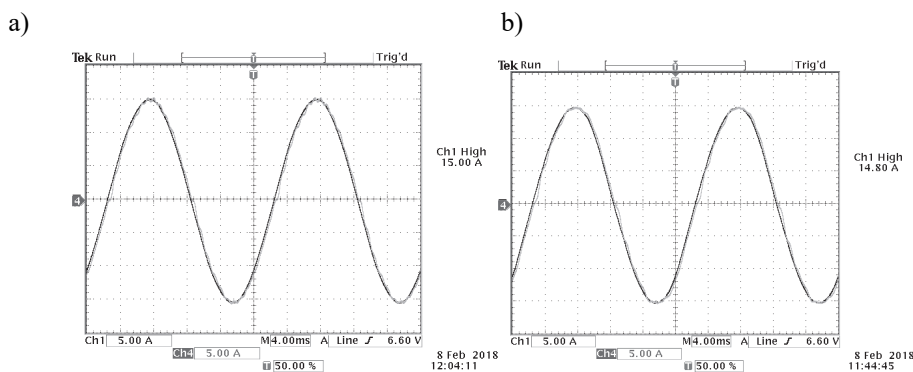 a)
Tek Run
Trig'd
T
T
Ch1 High
15.00 A
4
Ch1 5.00 A M 4.00ms A Line 6.60 V
Ch4 5.00 A
8 Feb 2018
12:04:11
T 50.00 %
b)
Tek Run
Trig'd
T
T
Ch1 High
14.80 A
4
Ch1 5.00 A M 4.00ms A Line 6.60 V
Ch4 5.00 A
8 Feb 2018
11:44:45
T 50.00 %